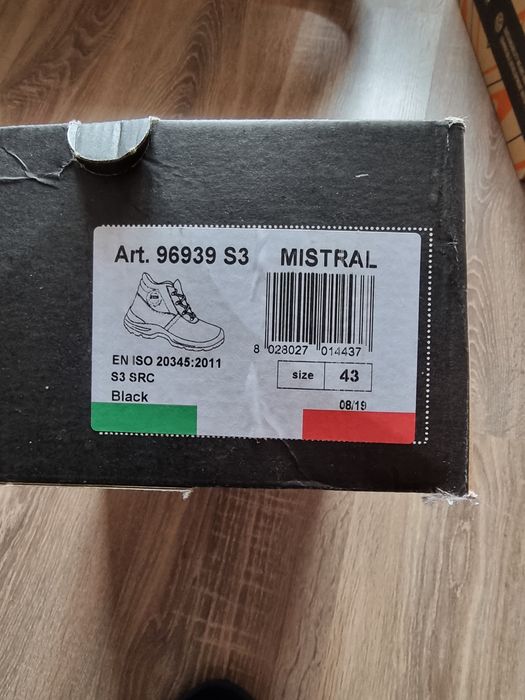 Art. 96939 S3 MISTRAL
8 028027 014437
EN ISO 20345:2011
S3 SRC
size 43
Black
08/19